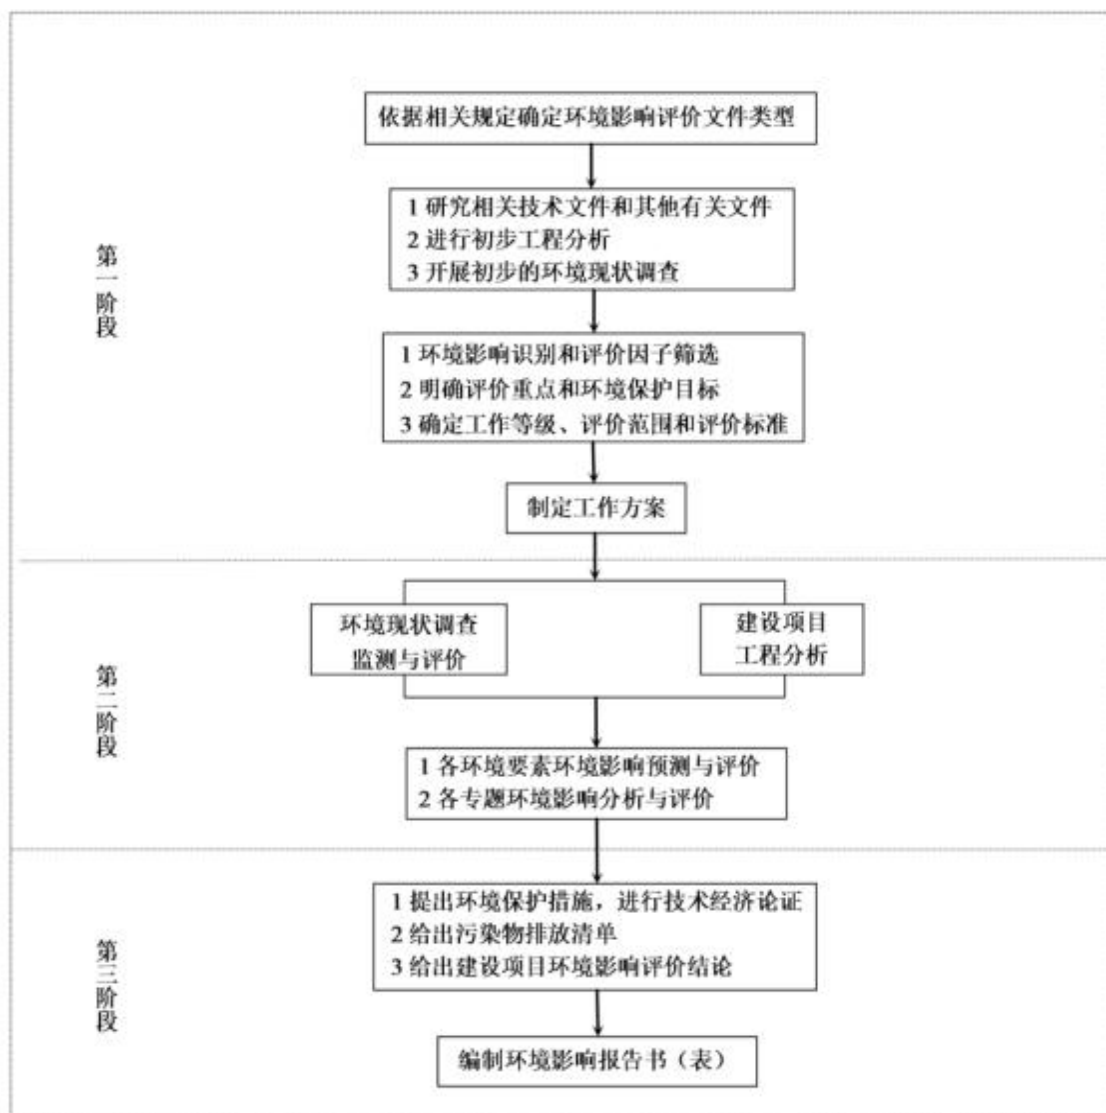 依据相关规定确定环境影响评价文件类型
1 研究相关技术文件和其他有关文件
2 进行初步工程分析
3 开展初步的环境现状调查
第一阶段
1 环境影响识别和评价因子筛选
2 明确评价重点和环境保护目标
3 确定工作等级、评价范围和评价标准
制定工作方案
环境现状调查
监测与评价
建设项目
工程分析
第二阶段
1 各环境要素环境影响预测与评价
2 各专题环境影响分析与评价
1 提出环境保护措施，进行技术经济论证
2 给出污染物排放清单
3 给出建设项目环境影响评价结论
第三阶段
编制环境影响报告书（表）